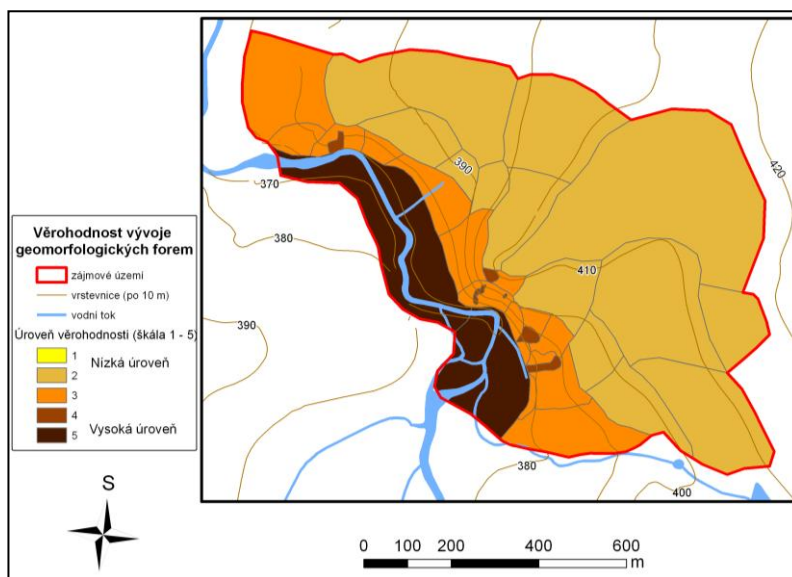 Věrohodnost vývoje
geomorfologických forem
zájmové území
vrstevnice (po 10 m)
vodní tok
Úroveň věrohodnosti (škála 1 - 5)
1
Nízká úroveň
2
3
4
Vysoká úroveň
5
370
380
390
390
410
420
380
400
S
0 100 200 400 600
m